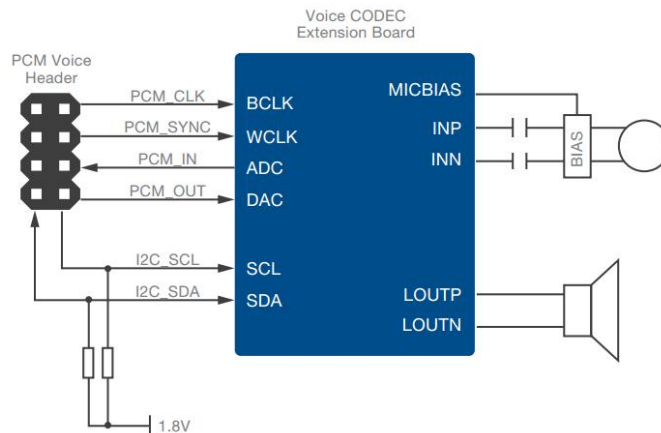 Voice CODEC
Extension Board
PCM Voice
Header
PCM_CLK
BCLK
MICBIAS
PCM_SYNC
WCLK
INP
PCM_IN
ADC
INN
BIAS
PCM_OUT
DAC
I2C_SCL
SCL
I2C_SDA
SDA
LOUTP
LOUTN
1.8V